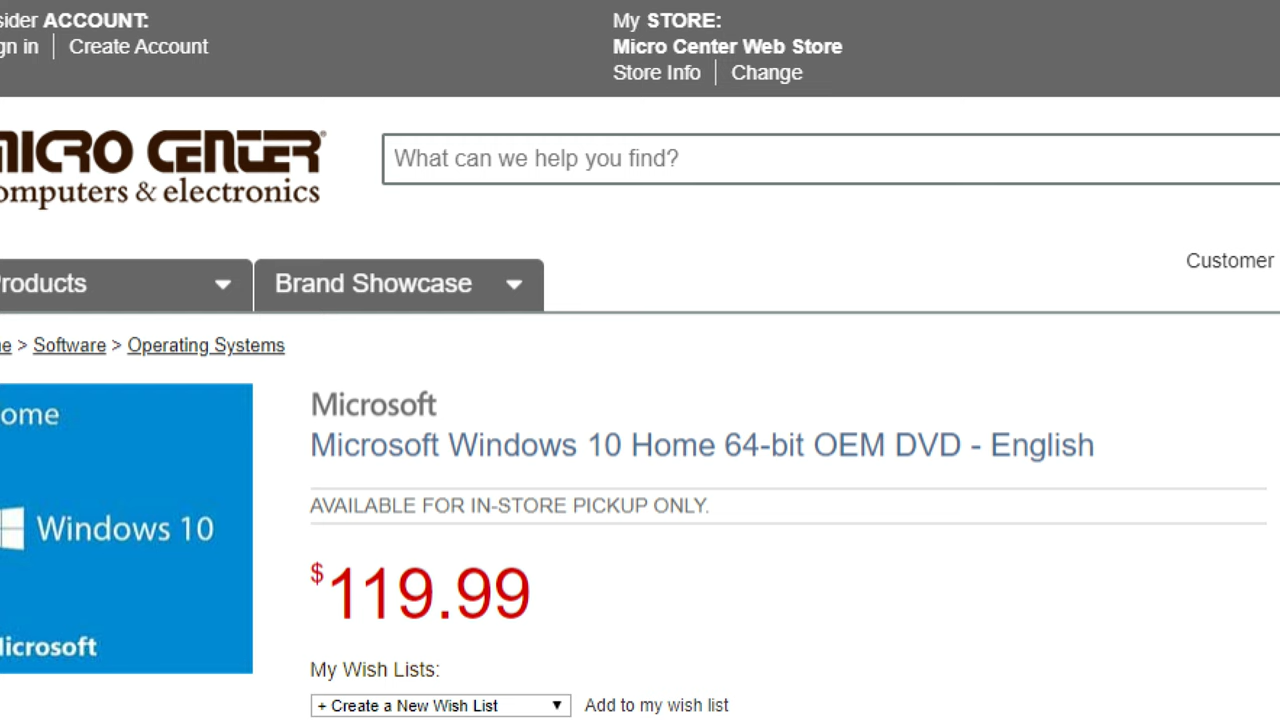 sider ACCOUNT:
gn in | Create Account
My STORE:
Micro Center Web Store
Store Info | Change
MICRO CENTER®
omputers & electronics
What can we help you find?
Customer
Products
Brand Showcase
e > Software > Operating Systems
ome
Windows 10
Microsoft
Microsoft
Microsoft Windows 10 Home 64-bit OEM DVD - English
AVAILABLE FOR IN-STORE PICKUP ONLY.
$119.99
My Wish Lists:
+ Create a New Wish List
Add to my wish list